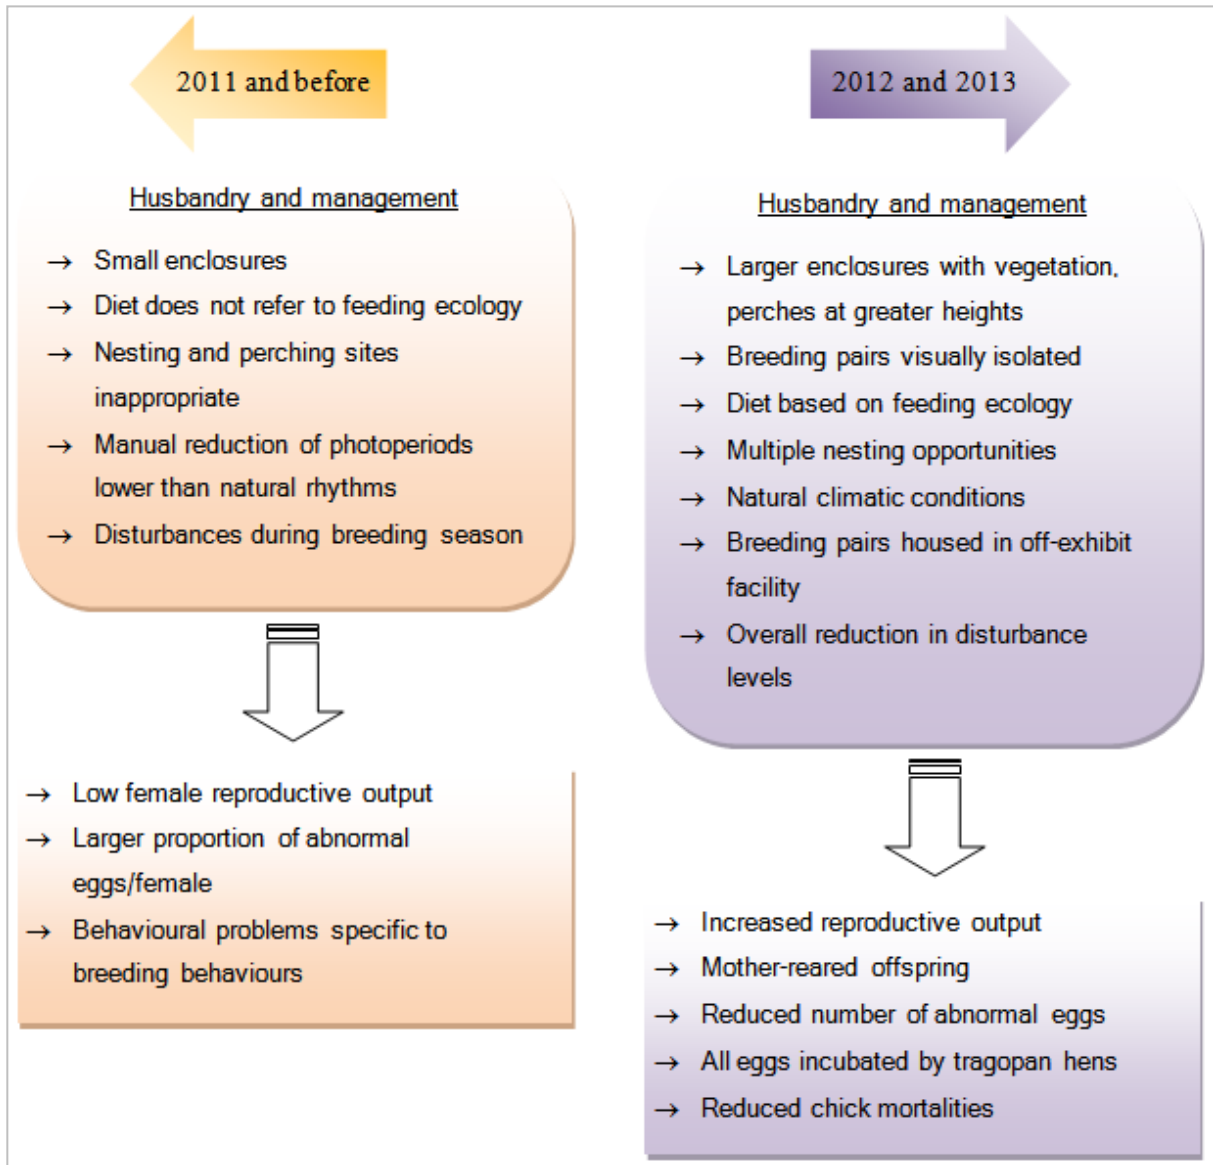 2011 and before
Husbandry and management
→ Small enclosures
→ Diet does not refer to feeding ecology
→ Nesting and perching sites
inappropriate
→ Manual reduction of photoperiods
lower than natural rhythms
→ Disturbances during breeding season
→ Low female reproductive output
→ Larger proportion of abnormal
eggs/female
→ Behavioural problems specific to
breeding behaviours
2012 and 2013
Husbandry and management
→ Larger enclosures with vegetation,
perches at greater heights
→ Breeding pairs visually isolated
→ Diet based on feeding ecology
→ Multiple nesting opportunities
→ Natural climatic conditions
→ Breeding pairs housed in off-exhibit
facility
→ Overall reduction in disturbance
levels
→ Increased reproductive output
→ Mother-reared offspring
→ Reduced number of abnormal eggs
→ All eggs incubated by tragopan hens
→ Reduced chick mortalities